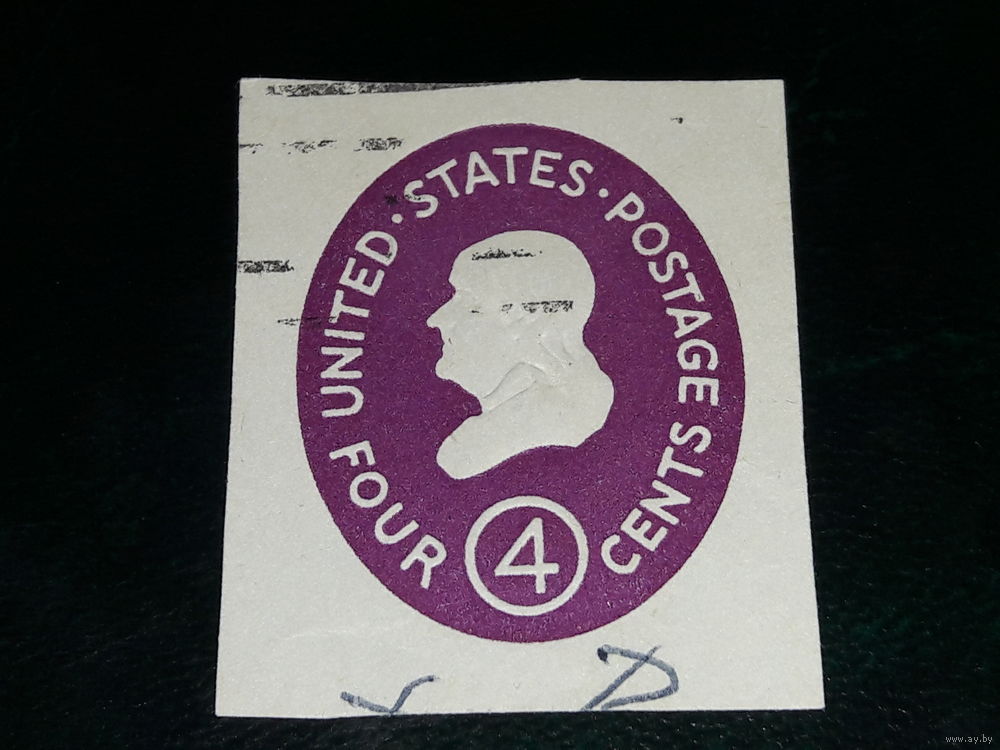 UNITED · STATES · POSTAGE
FOUR 4 CENTS
www.ay.by